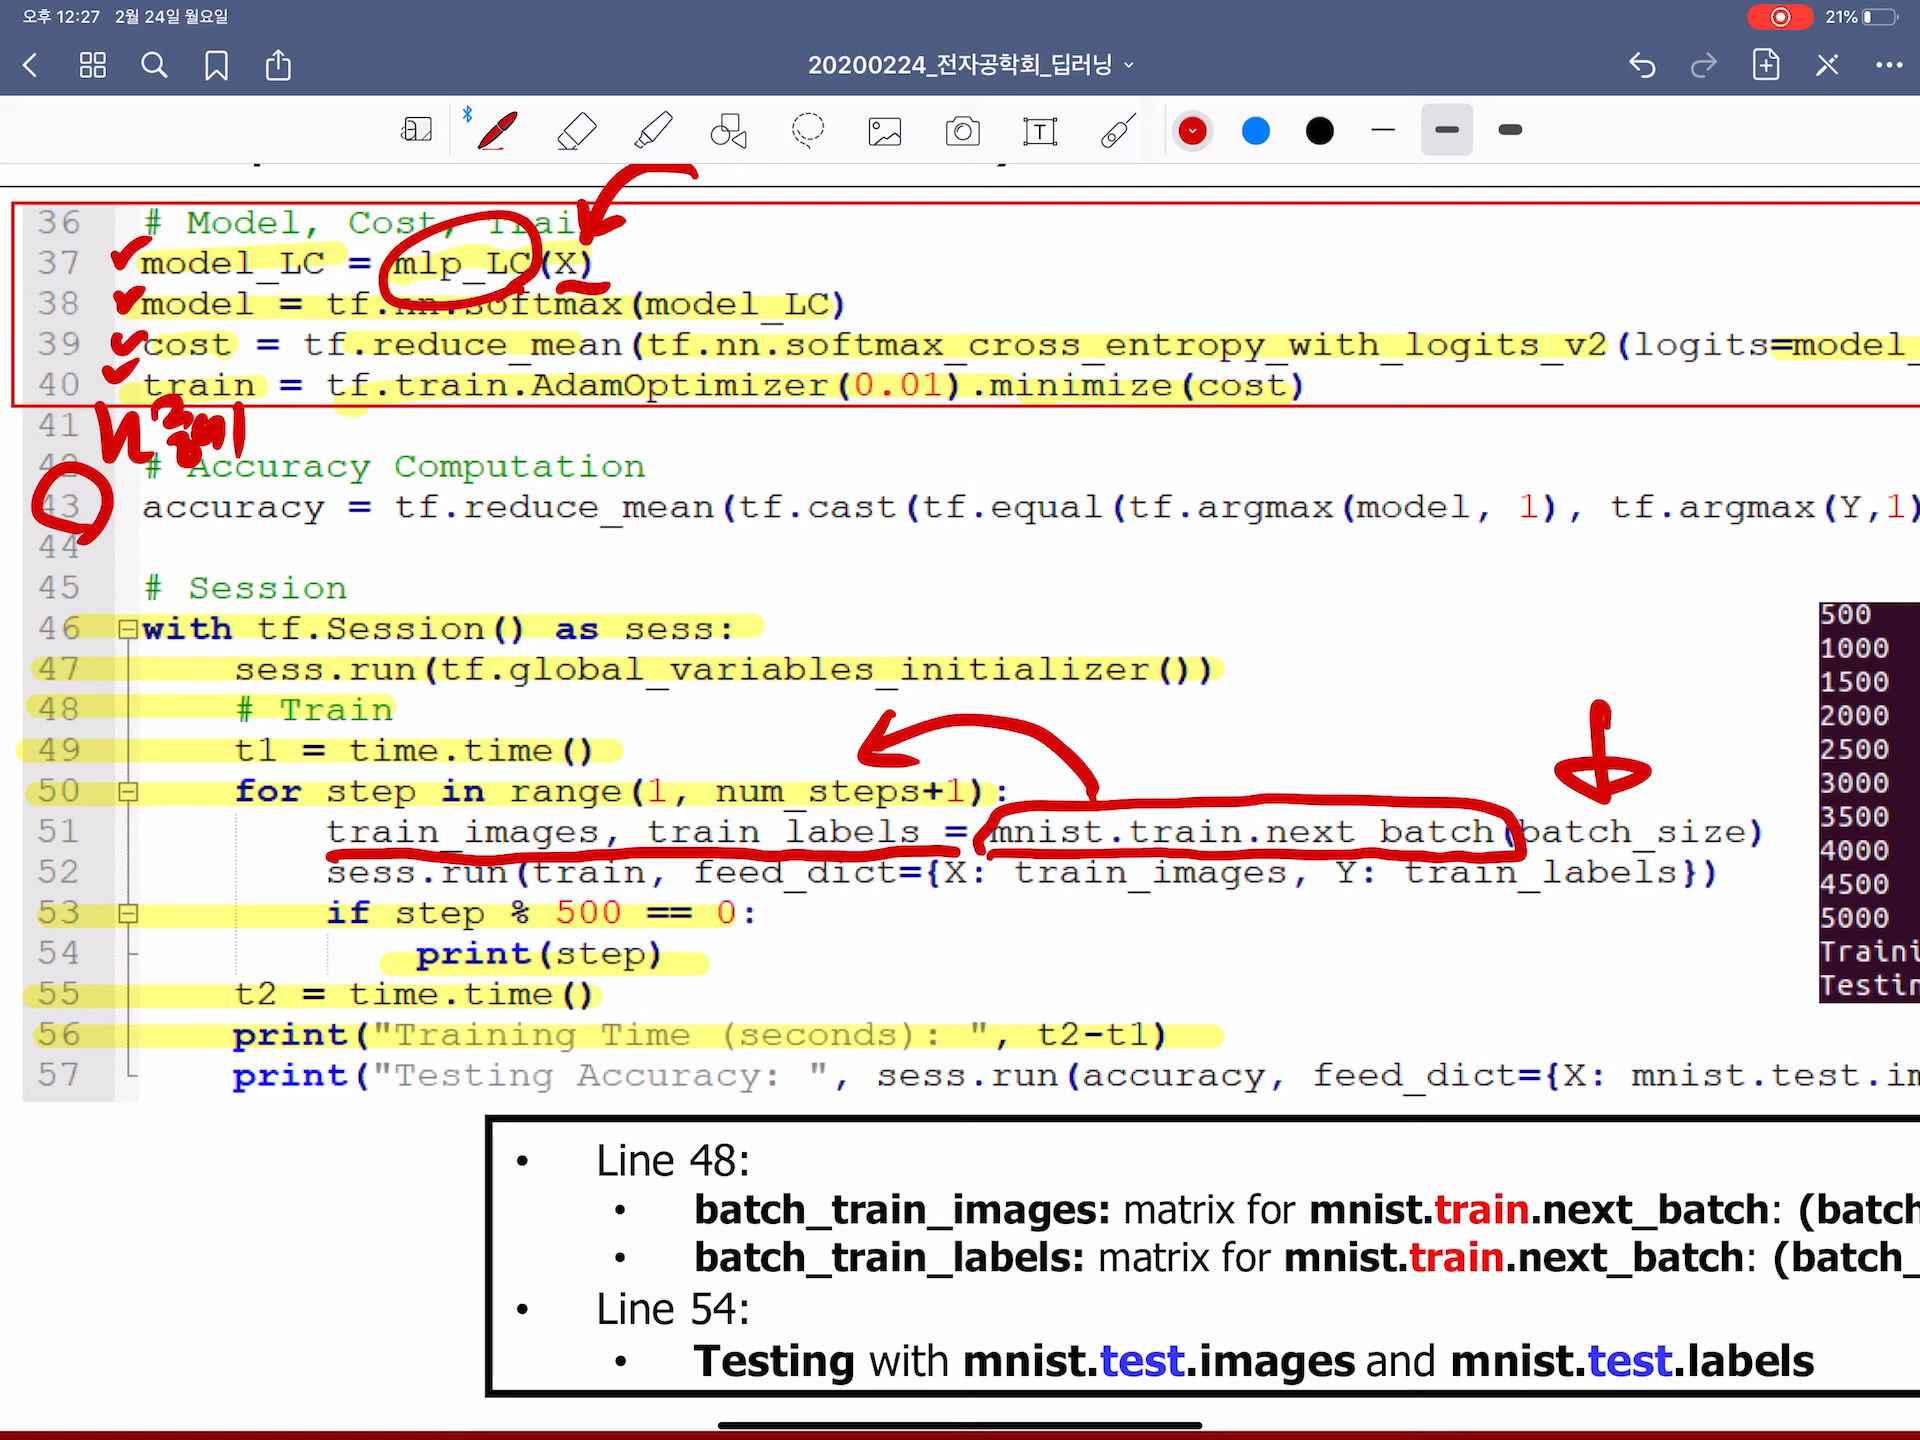 오후 12:27 2월 24일 월요일
21%
20200224_전자공학회_딥러닝
36 # Model, Cost, Trai
37 model_LC = mlp_LC(X)
38 model = tf.nn.softmax(model_LC)
39 cost = tf.reduce_mean(tf.nn.softmax_cross_entropy_with_logits_v2(logits=model_
40 train = tf.train.AdamOptimizer(0.01).minimize(cost)
41
42 # Accuracy Computation
43 accuracy = tf.reduce_mean(tf.cast(tf.equal(tf.argmax(model, 1), tf.argmax(Y,1)
44
45 # Session
46 with tf.Session() as sess:
47 sess.run(tf.global_variables_initializer())
48 # Train
49 t1 = time.time()
50 for step in range(1, num_steps+1):
51 train_images, train_labels = mnist.train.next_batch(batch_size)
52 sess.run(train, feed_dict={X: train_images, Y: train_labels})
53 if step % 500 == 0:
54 print(step)
55 t2 = time.time()
56 print("Training Time (seconds): ", t2-t1)
57 print("Testing Accuracy: ", sess.run(accuracy, feed_dict={X: mnist.test.im
500
1000
1500
2000
2500
3000
3500
4000
4500
5000
Traini
Testin
• Line 48:
• batch_train_images: matrix for mnist.train.next_batch: (batch
• batch_train_labels: matrix for mnist.train.next_batch: (batch_
• Line 54:
• Testing with mnist.test.images and mnist.test.labels